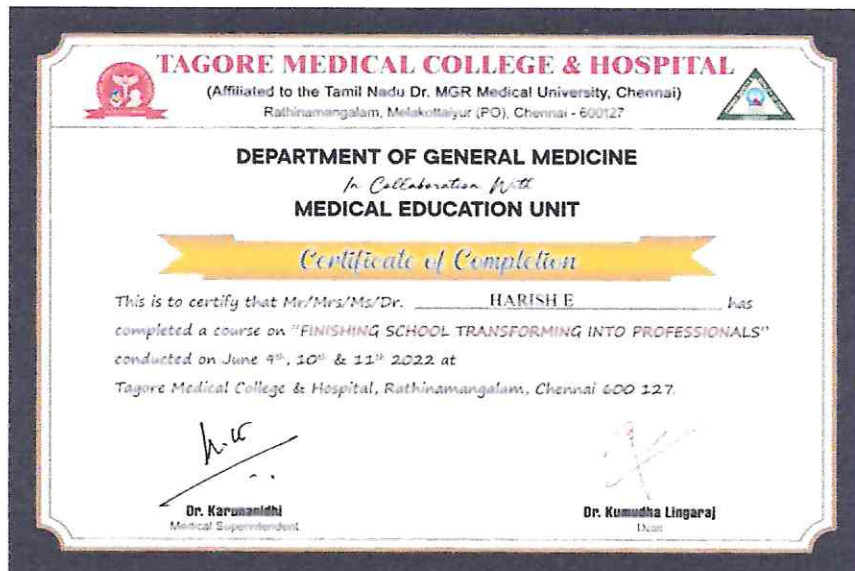 TAGORE MEDICAL COLLEGE & HOSPITAL
(Affiliated to the Tamil Nadu Dr. MGR Medical University, Chennai)
Rathinamangalam, Melakottaiyur (PO), Chennai - 600127
DEPARTMENT OF GENERAL MEDICINE
In Collaboration With
MEDICAL EDUCATION UNIT
Certificate of Completion
This is to certify that Mr/Mrs/Ms/Dr. HARISH E has
completed a course on "FINISHING SCHOOL TRANSFORMING INTO PROFESSIONALS"
conducted on June 9th, 10th & 11th 2022 at
Tagore Medical College & Hospital, Rathinamangalam, Chennai 600 127.
Dr. Karunanidhi
Medical Superintendent
Dr. Kumudha Lingaraj
Dean